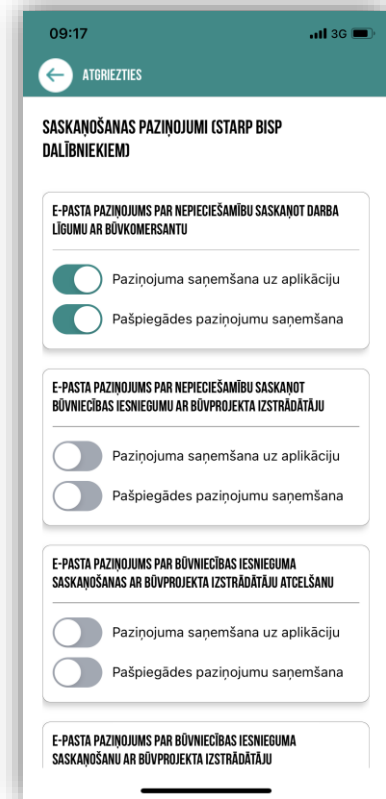 09:17
3G
ATGRIEZTIES
SASKAŅOŠANAS PAZIŅOJUMI (STARP BISP
DALĪBNIEKIEM)
E-PASTA PAZIŅOJUMS PAR NEPIECIEŠAMĪBU SASKAŅOT DARBA
LĪGUMU AR BŪVKOMERSANTU
Paziņojuma saņemšana uz aplikāciju
Pašpiegādes paziņojumu saņemšana
E-PASTA PAZIŅOJUMS PAR NEPIECIEŠAMĪBU SASKAŅOT
BŪVNIECĪBAS IESNIEGUMU AR BŪVPROJEKTA IZSTRĀDĀTĀJU
Paziņojuma saņemšana uz aplikāciju
Pašpiegādes paziņojumu saņemšana
E-PASTA PAZIŅOJUMS PAR BŪVNIECĪBAS IESNIEGUMA
SASKAŅOŠANAS AR BŪVPROJEKTA IZSTRĀDĀTĀJU ATCELŠANU
Paziņojuma saņemšana uz aplikāciju
Pašpiegādes paziņojumu saņemšana
E-PASTA PAZIŅOJUMS PAR BŪVNIECĪBAS IESNIEGUMA
SASKAŅOŠANU AR BŪVPROJEKTA IZSTRĀDĀTĀJU